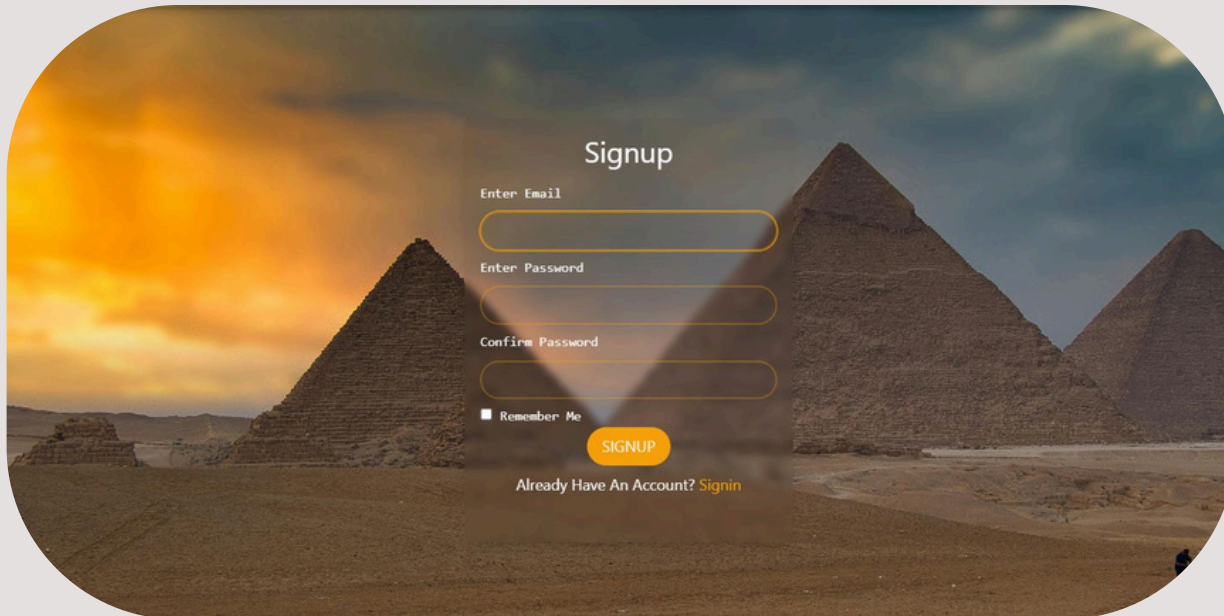 Signup
Enter Email
Enter Password
Confirm Password
Remember Me
SIGNUP
Already Have An Account? Signin